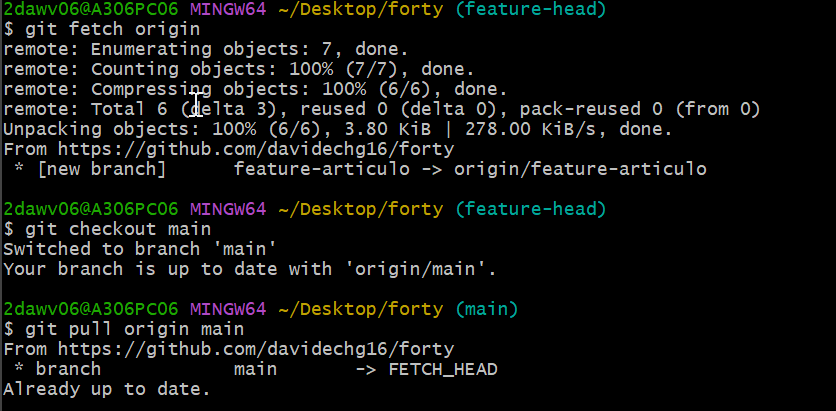 2dawv06@A306PC06 MINGW64 ~/Desktop/forty (feature-head)
$ git fetch origin
remote: Enumerating objects: 7, done.
remote: Counting objects: 100% (7/7), done.
remote: Compressing objects: 100% (6/6), done.
remote: Total 6 (delta 3), reused 0 (delta 0), pack-reused 0 (from 0)
Unpacking objects: 100% (6/6), 3.80 KiB | 278.00 KiB/s, done.
From https://github.com/davidechg16/forty
 * [new branch]      feature-articulo -> origin/feature-articulo

2dawv06@A306PC06 MINGW64 ~/Desktop/forty (feature-head)
$ git checkout main
Switched to branch 'main'
Your branch is up to date with 'origin/main'.

2dawv06@A306PC06 MINGW64 ~/Desktop/forty (main)
$ git pull origin main
From https://github.com/davidechg16/forty
 * branch            main       -> FETCH_HEAD
Already up to date.